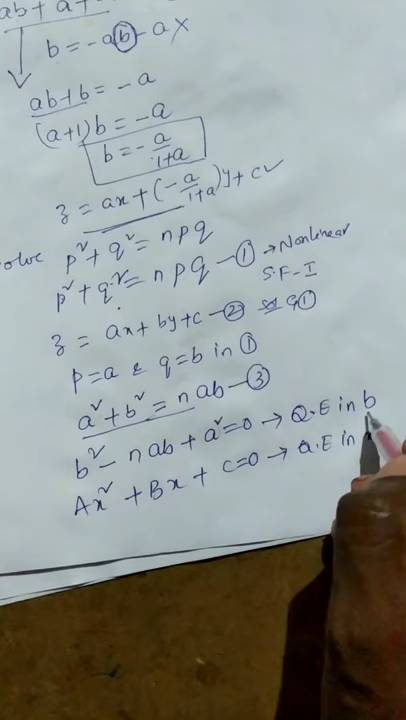 ab + a +
b = -ab - a X
ab + b = -a
(a+1)b = -a
b = - a/1+a
z = ax + (- a/1+a) y + c ✓
olve p² + q² = npq
p² + q² = npq — ① → Nonlinear
S.F-I
z = ax + by + c — ② ①
p = a & q = b in ①
a² + b² = nab — ③
b² - nab + a² = 0 → Q.E in b
Ax² + Bx + c = 0 → Q.E in